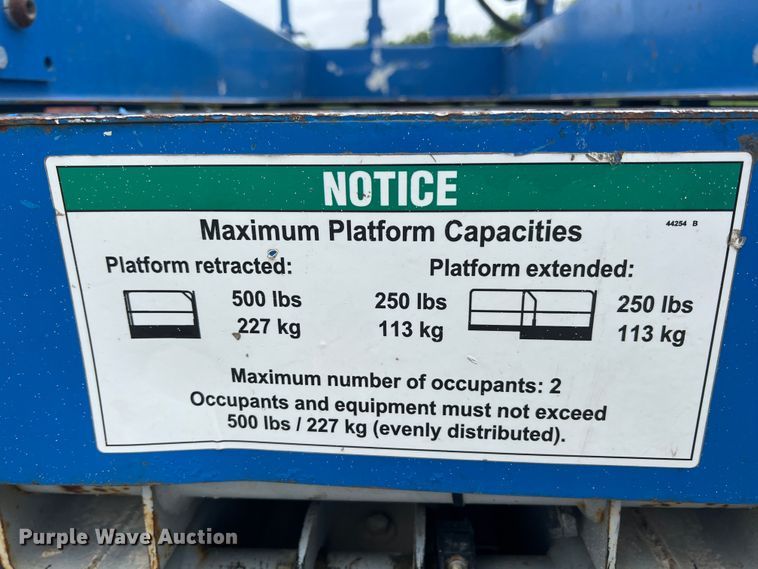 NOTICE
Maximum Platform Capacities
44254 B
Platform retracted:
500 lbs
227 kg
Platform extended:
250 lbs
113 kg
250 lbs
113 kg
Maximum number of occupants: 2
Occupants and equipment must not exceed
500 lbs / 227 kg (evenly distributed).
Purple Wave Auction